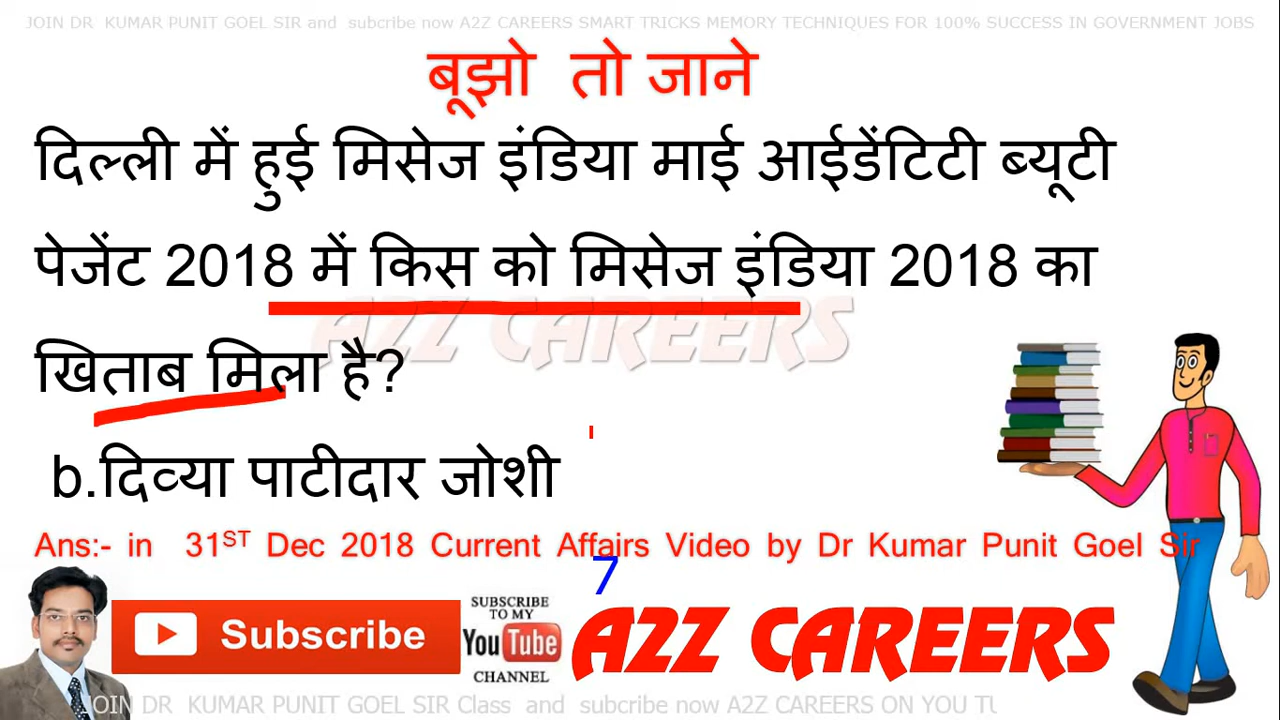 JOIN DR KUMAR PUNIT GOEL SIR and subcribe now A2Z CAREERS SMART TRICKS MEMORY TECHNIQUES FOR 100% SUCCESS IN GOVERNMENT JOBS
बूझो तो जाने
दिल्ली में हुई मिसेज इंडिया माई आईडेंटिटी ब्यूटी
पेजेंट 2018 में किस को मिसेज इंडिया 2018 का
A2Z CAREERS
खिताब मिला है?
b.दिव्या पाटीदार जोशी
Ans:- in 31ST Dec 2018 Current Affairs Video by Dr Kumar Punit Goel Sir
7
Subscribe
SUBSCRIBE
TO MY
YouTube
CHANNEL
A2Z CAREERS
JOIN DR KUMAR PUNIT GOEL SIR Class and subcribe now A2Z CAREERS ON YOU TU